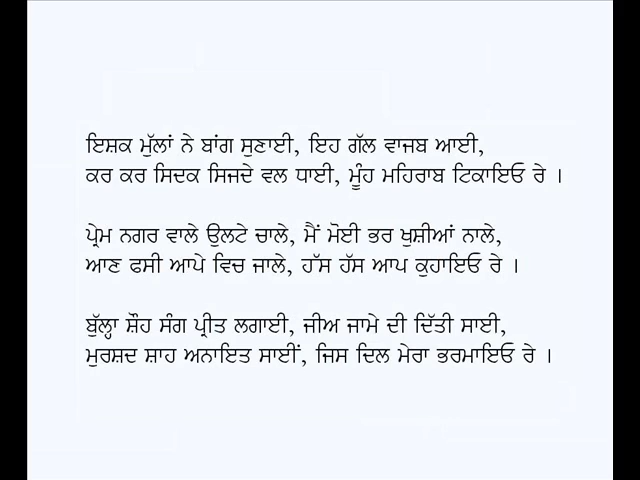 ਇਸ਼ਕ ਮੁੱਲਾਂ ਨੇ ਬਾਂਗ ਸੁਣਾਈ, ਇਹ ਗੱਲ ਵਾਜਬ ਆਈ,
ਕਰ ਕਰ ਸਿਦਕ ਸਿਜਦੇ ਵਲ ਧਾਈ, ਮੂੰਹ ਮਹਿਰਾਬ ਟਿਕਾਇਓ ਰੇ ।
ਪ੍ਰੇਮ ਨਗਰ ਵਾਲੇ ਉਲਟੇ ਚਾਲੇ, ਮੈਂ ਮੋਈ ਭਰ ਖੁਸ਼ੀਆਂ ਨਾਲੇ,
ਆਣ ਫਸੀ ਆਪੇ ਵਿਚ ਜਾਲੇ, ਹੱਸ ਹੱਸ ਆਪ ਕੁਹਾਇਓ ਰੇ ।
ਬੁੱਲ੍ਹਾ ਸ਼ੌਹ ਸੰਗ ਪ੍ਰੀਤ ਲਗਾਈ, ਜੀਅ ਜਾਮੇ ਦੀ ਦਿੱਤੀ ਸਾਈ,
ਮੁਰਸ਼ਦ ਸ਼ਾਹ ਅਨਾਇਤ ਸਾਈਂ, ਜਿਸ ਦਿਲ ਮੇਰਾ ਭਰਮਾਇਓ ਰੇ ।